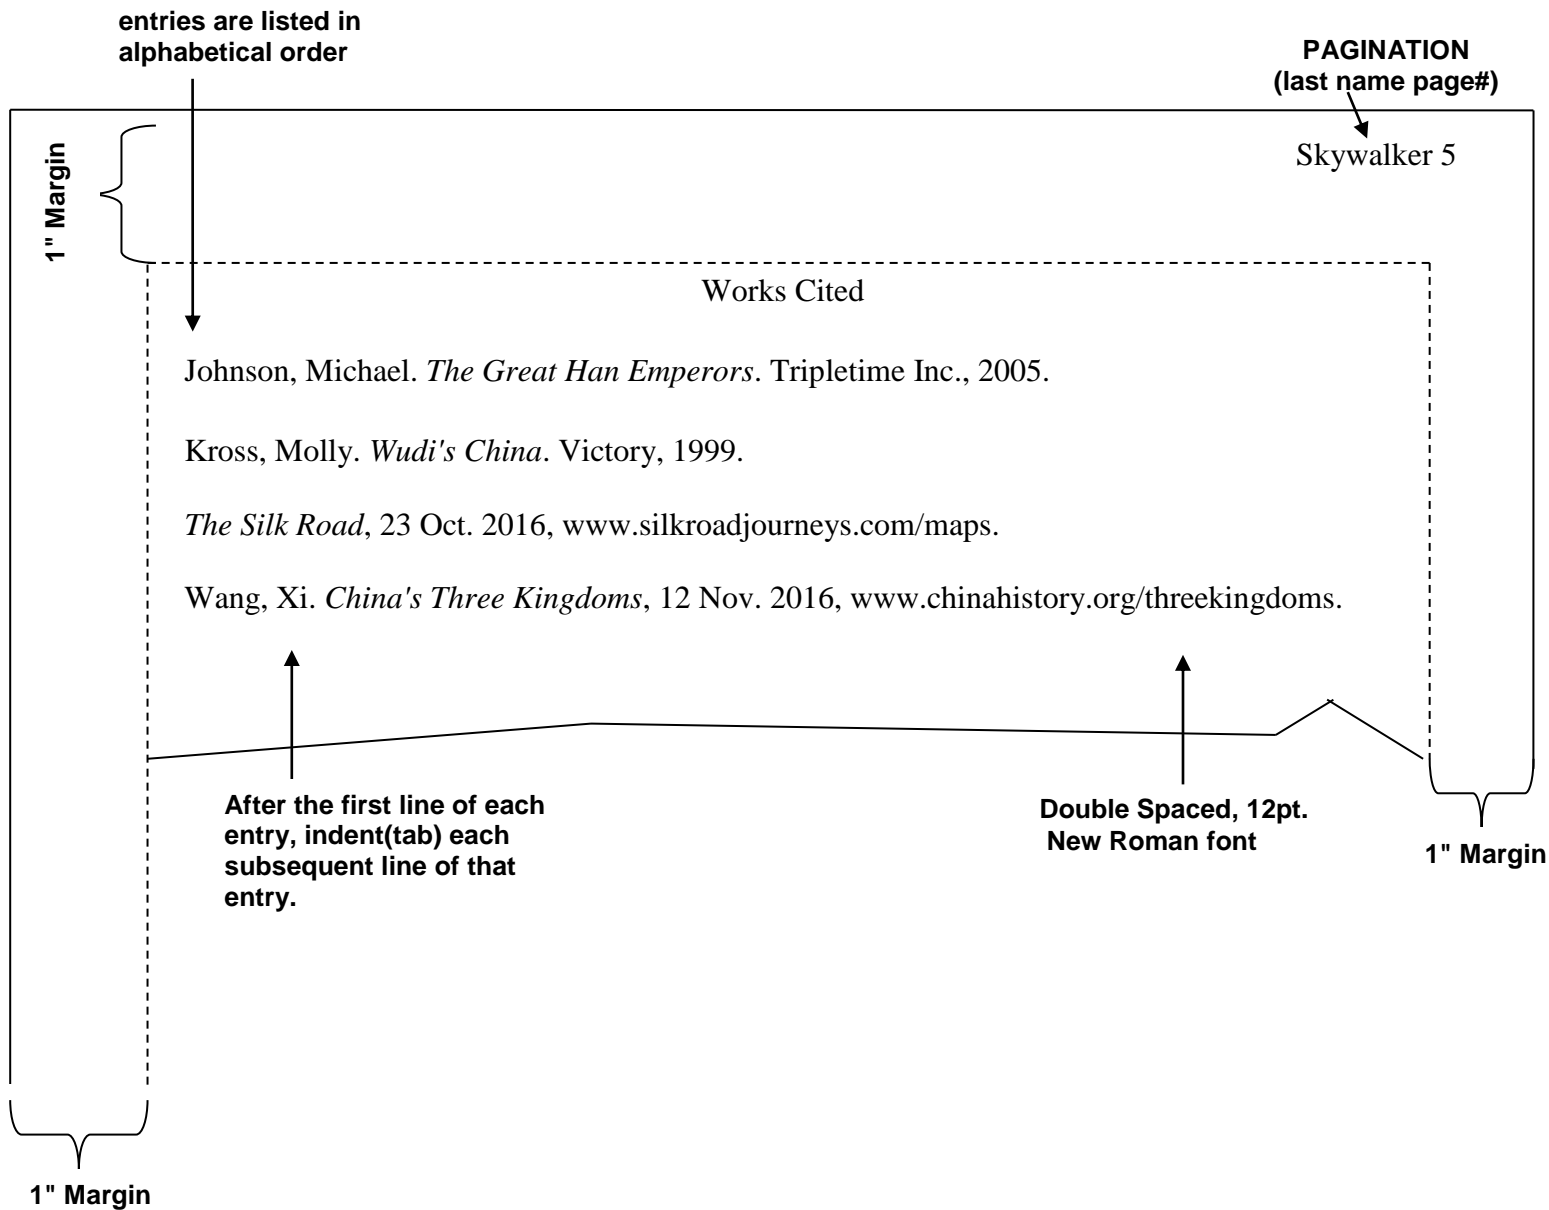 entries are listed in
alphabetical order
PAGINATION
(last name page#)
Skywalker 5
1" Margin
Works Cited
Johnson, Michael. The Great Han Emperors. Tripletime Inc., 2005.
Kross, Molly. Wudi's China. Victory, 1999.
The Silk Road, 23 Oct. 2016, www.silkroadjourneys.com/maps.
Wang, Xi. China's Three Kingdoms, 12 Nov. 2016, www.chinahistory.org/threekingdoms.
After the first line of each
entry, indent(tab) each
subsequent line of that
entry.
Double Spaced, 12pt.
New Roman font
1" Margin
1" Margin